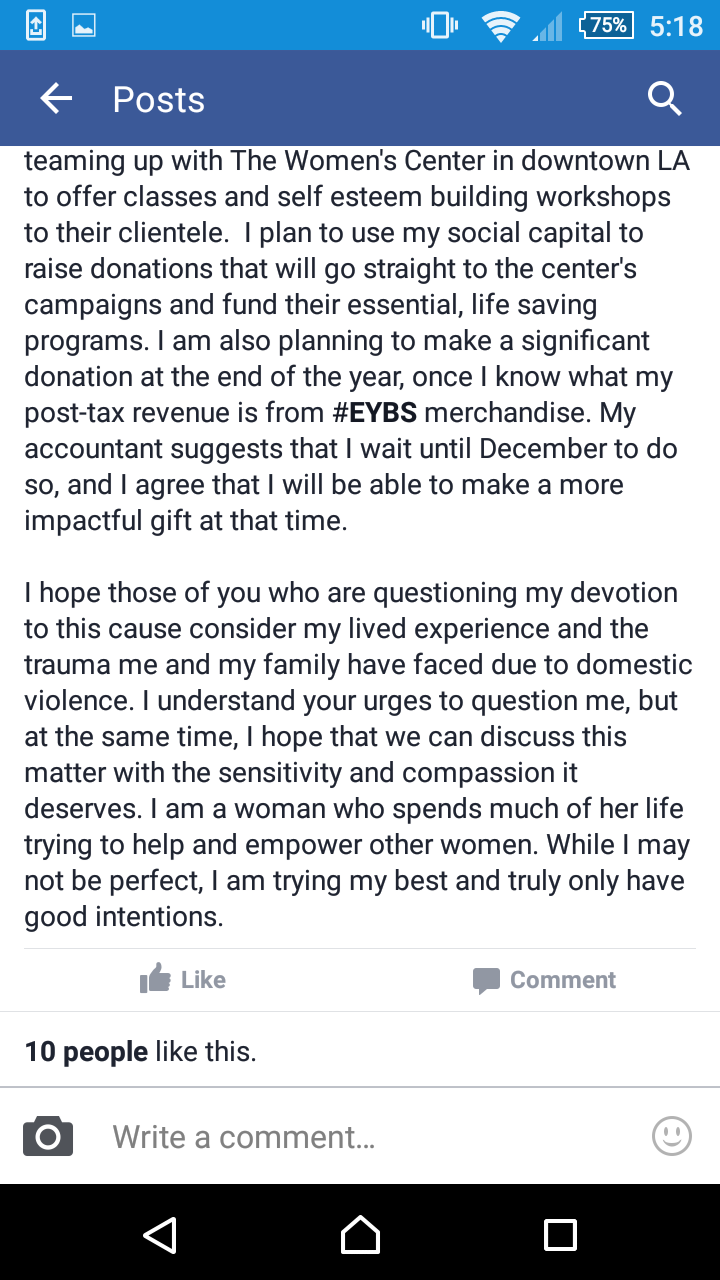 75% 5:18
Posts
teaming up with The Women's Center in downtown LA
to offer classes and self esteem building workshops
to their clientele.  I plan to use my social capital to
raise donations that will go straight to the center's
campaigns and fund their essential, life saving
programs. I am also planning to make a significant
donation at the end of the year, once I know what my
post-tax revenue is from #EYBS merchandise. My
accountant suggests that I wait until December to do
so, and I agree that I will be able to make a more
impactful gift at that time.
I hope those of you who are questioning my devotion
to this cause consider my lived experience and the
trauma me and my family have faced due to domestic
violence. I understand your urges to question me, but
at the same time, I hope that we can discuss this
matter with the sensitivity and compassion it
deserves. I am a woman who spends much of her life
trying to help and empower other women. While I may
not be perfect, I am trying my best and truly only have
good intentions.
Like Comment
10 people like this.
Write a comment...